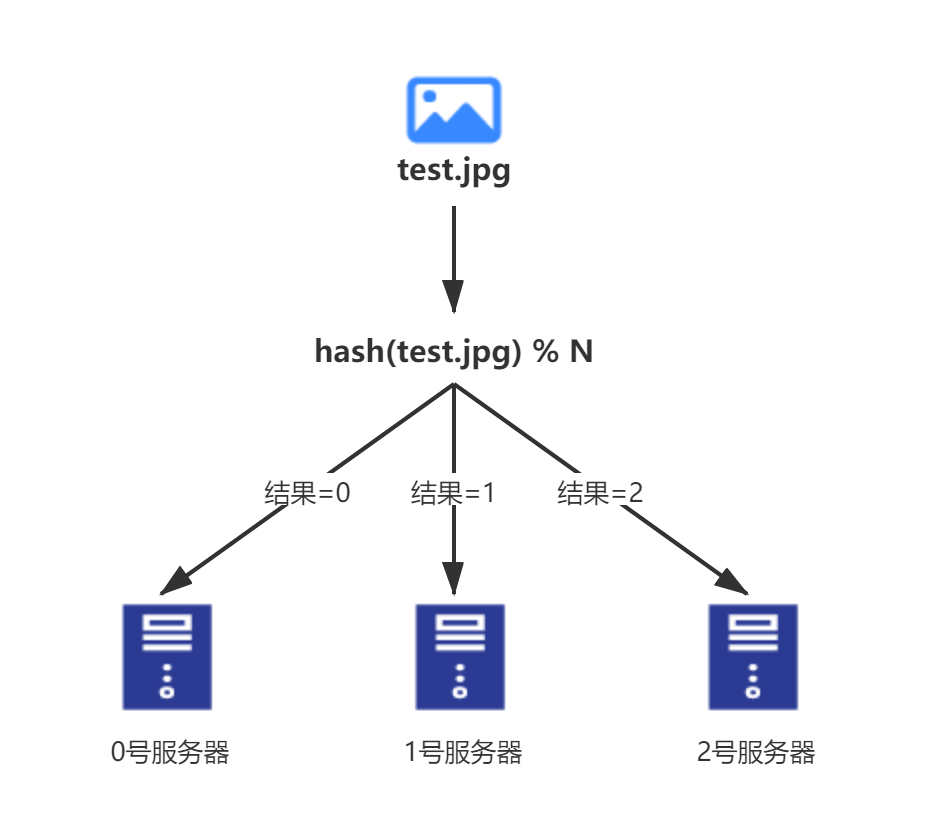 test.jpg
hash(test.jpg) % N
结果=0
结果=1
结果=2
0号服务器
1号服务器
2号服务器